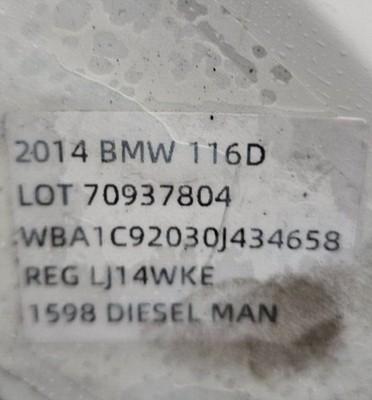 2014 BMW 116D
LOT 70937804
WBA1C92030J434658
REG LJ14WKE
1598 DIESEL MAN